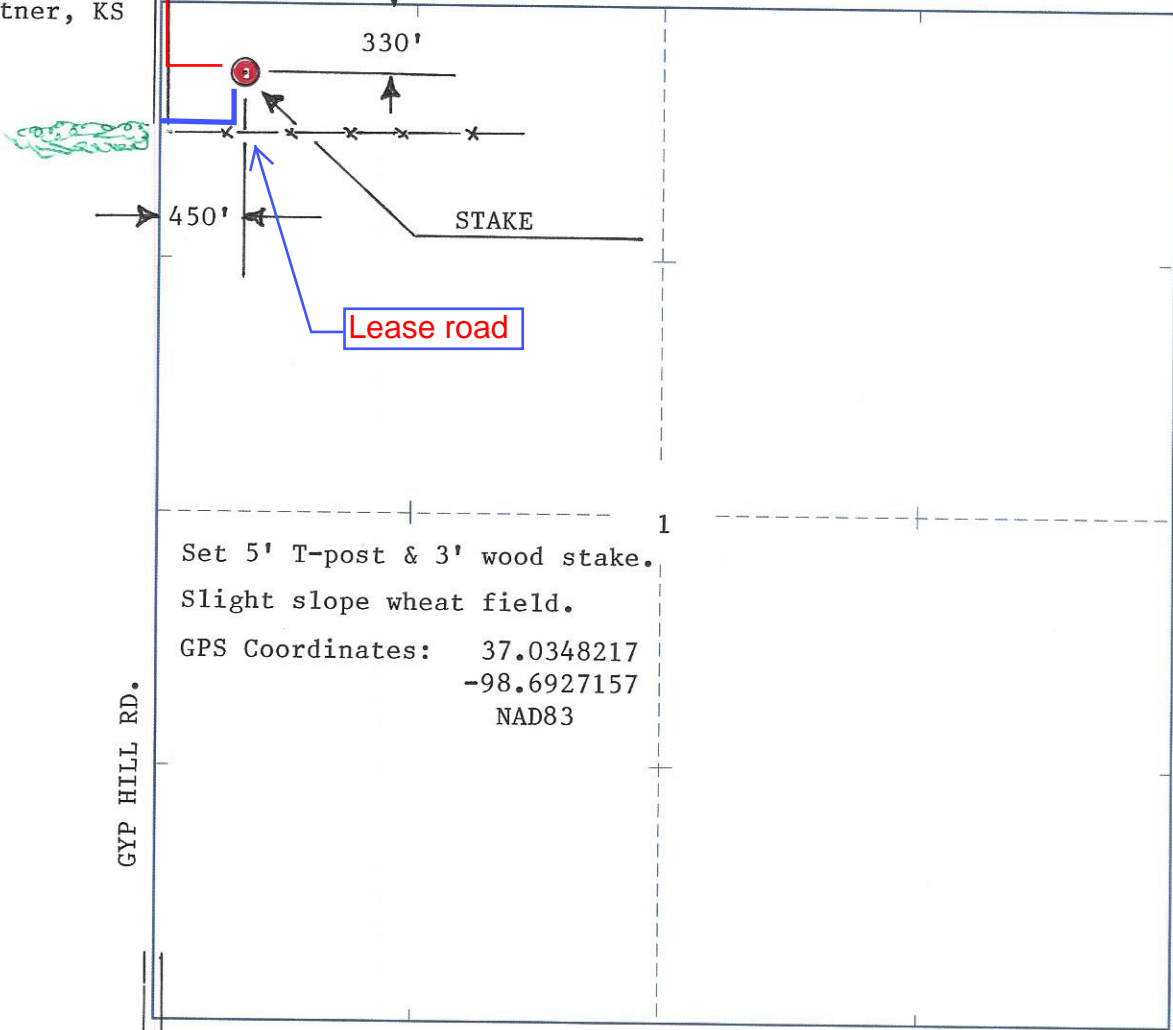 tner, KS
330'
450'
STAKE
Lease road
1
Set 5' T-post & 3' wood stake.
Slight slope wheat field.
GPS Coordinates: 37.0348217
-98.6927157
NAD83
GYP HILL RD.